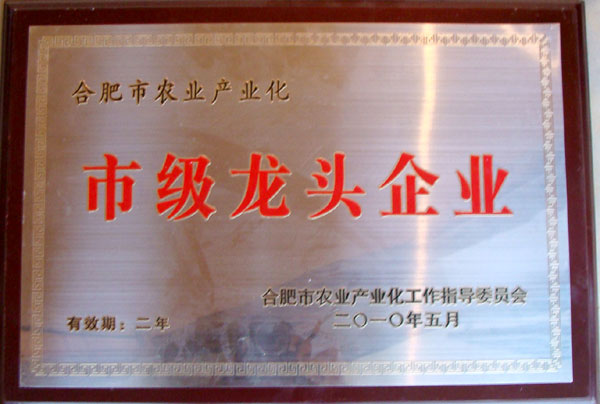 合肥市农业产业化
市级龙头企业
合肥市农业产业化工作指导委员会
有效期：二年
二〇一〇年五月